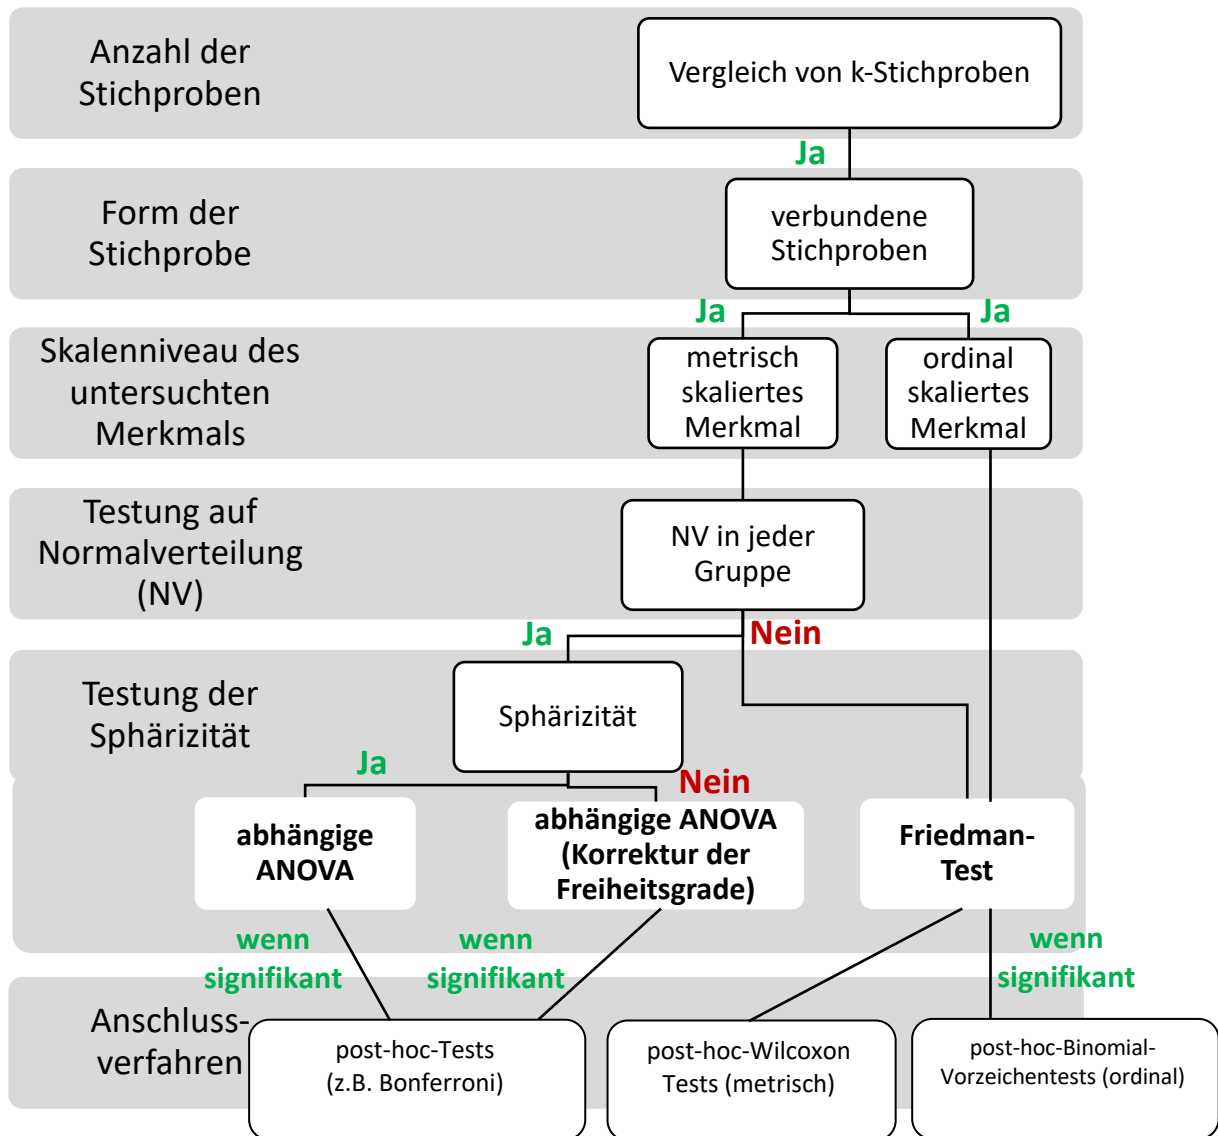 Anzahl der
Stichproben
Vergleich von k-Stichproben
Ja
Form der
Stichprobe
verbundene
Stichproben
Ja
Ja
Skalenniveau des
untersuchten
Merkmals
metrisch
skaliertes
Merkmal
ordinal
skaliertes
Merkmal
Testung auf
Normalverteilung
(NV)
NV in jeder
Gruppe
Ja
Nein
Testung der
Sphärizität
Sphärizität
Ja
Nein
abhängige
ANOVA
abhängige ANOVA
(Korrektur der
Freiheitsgrade)
Friedman-
Test
wenn
signifikant
wenn
signifikant
wenn
signifikant
Anschluss-
verfahren
post-hoc-Tests
(z.B. Bonferroni)
post-hoc-Wilcoxon
Tests (metrisch)
post-hoc-Binomial-
Vorzeichentests (ordinal)